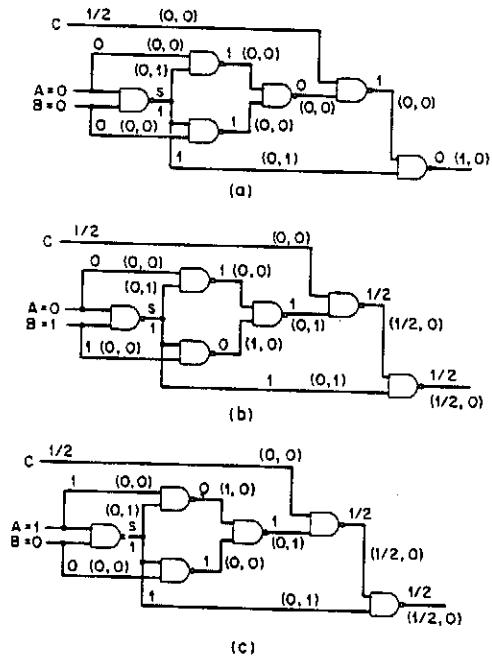 C 1/2 (0, 0)
0 (0, 0) 1 (0, 0)
A=0 (0, 1) S 0 1
B=0 1 (0, 0) (0, 0)
0 (0, 0) 1 (0, 0)
1 (0, 1) 0 (1, 0)
(a)
C 1/2 (0, 0)
0 (0, 0) 1 (0, 0) 1/2
A=0 (0, 1) S 1
B=1 1 (0, 1) (1/2, 0)
1 (0, 0) 0 (1, 0)
1 (0, 1) 1/2
(1/2, 0)
(b)
C 1/2 (0, 0)
1 (0, 0) 0 (1, 0)
A=1 (0, 1) S 1 1/2
B=0 1 (0, 1)
0 (0, 0) 1 (0, 0) (1/2, 0)
1 (0, 1) 1/2
(1/2, 0)
(c)